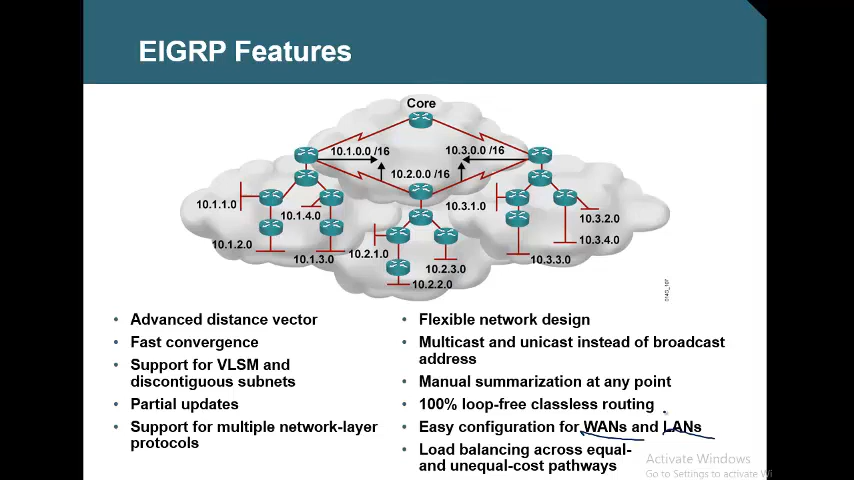 EIGRP Features
Core
10.1.0.0 /16
10.3.0.0 /16
10.2.0.0 /16
10.1.1.0
10.1.4.0
10.3.1.0
10.3.2.0
10.1.2.0
10.1.3.0
10.2.1.0
10.2.3.0
10.2.2.0
10.3.4.0
10.3.3.0
• Advanced distance vector
• Fast convergence
• Support for VLSM and
discontiguous subnets
• Partial updates
• Support for multiple network-layer
protocols
• Flexible network design
• Multicast and unicast instead of broadcast
address
• Manual summarization at any point
• 100% loop-free classless routing
• Easy configuration for WANs and LANs
• Load balancing across equal-
and unequal-cost pathways
Activate Windows
Go to Settings to activate Wi